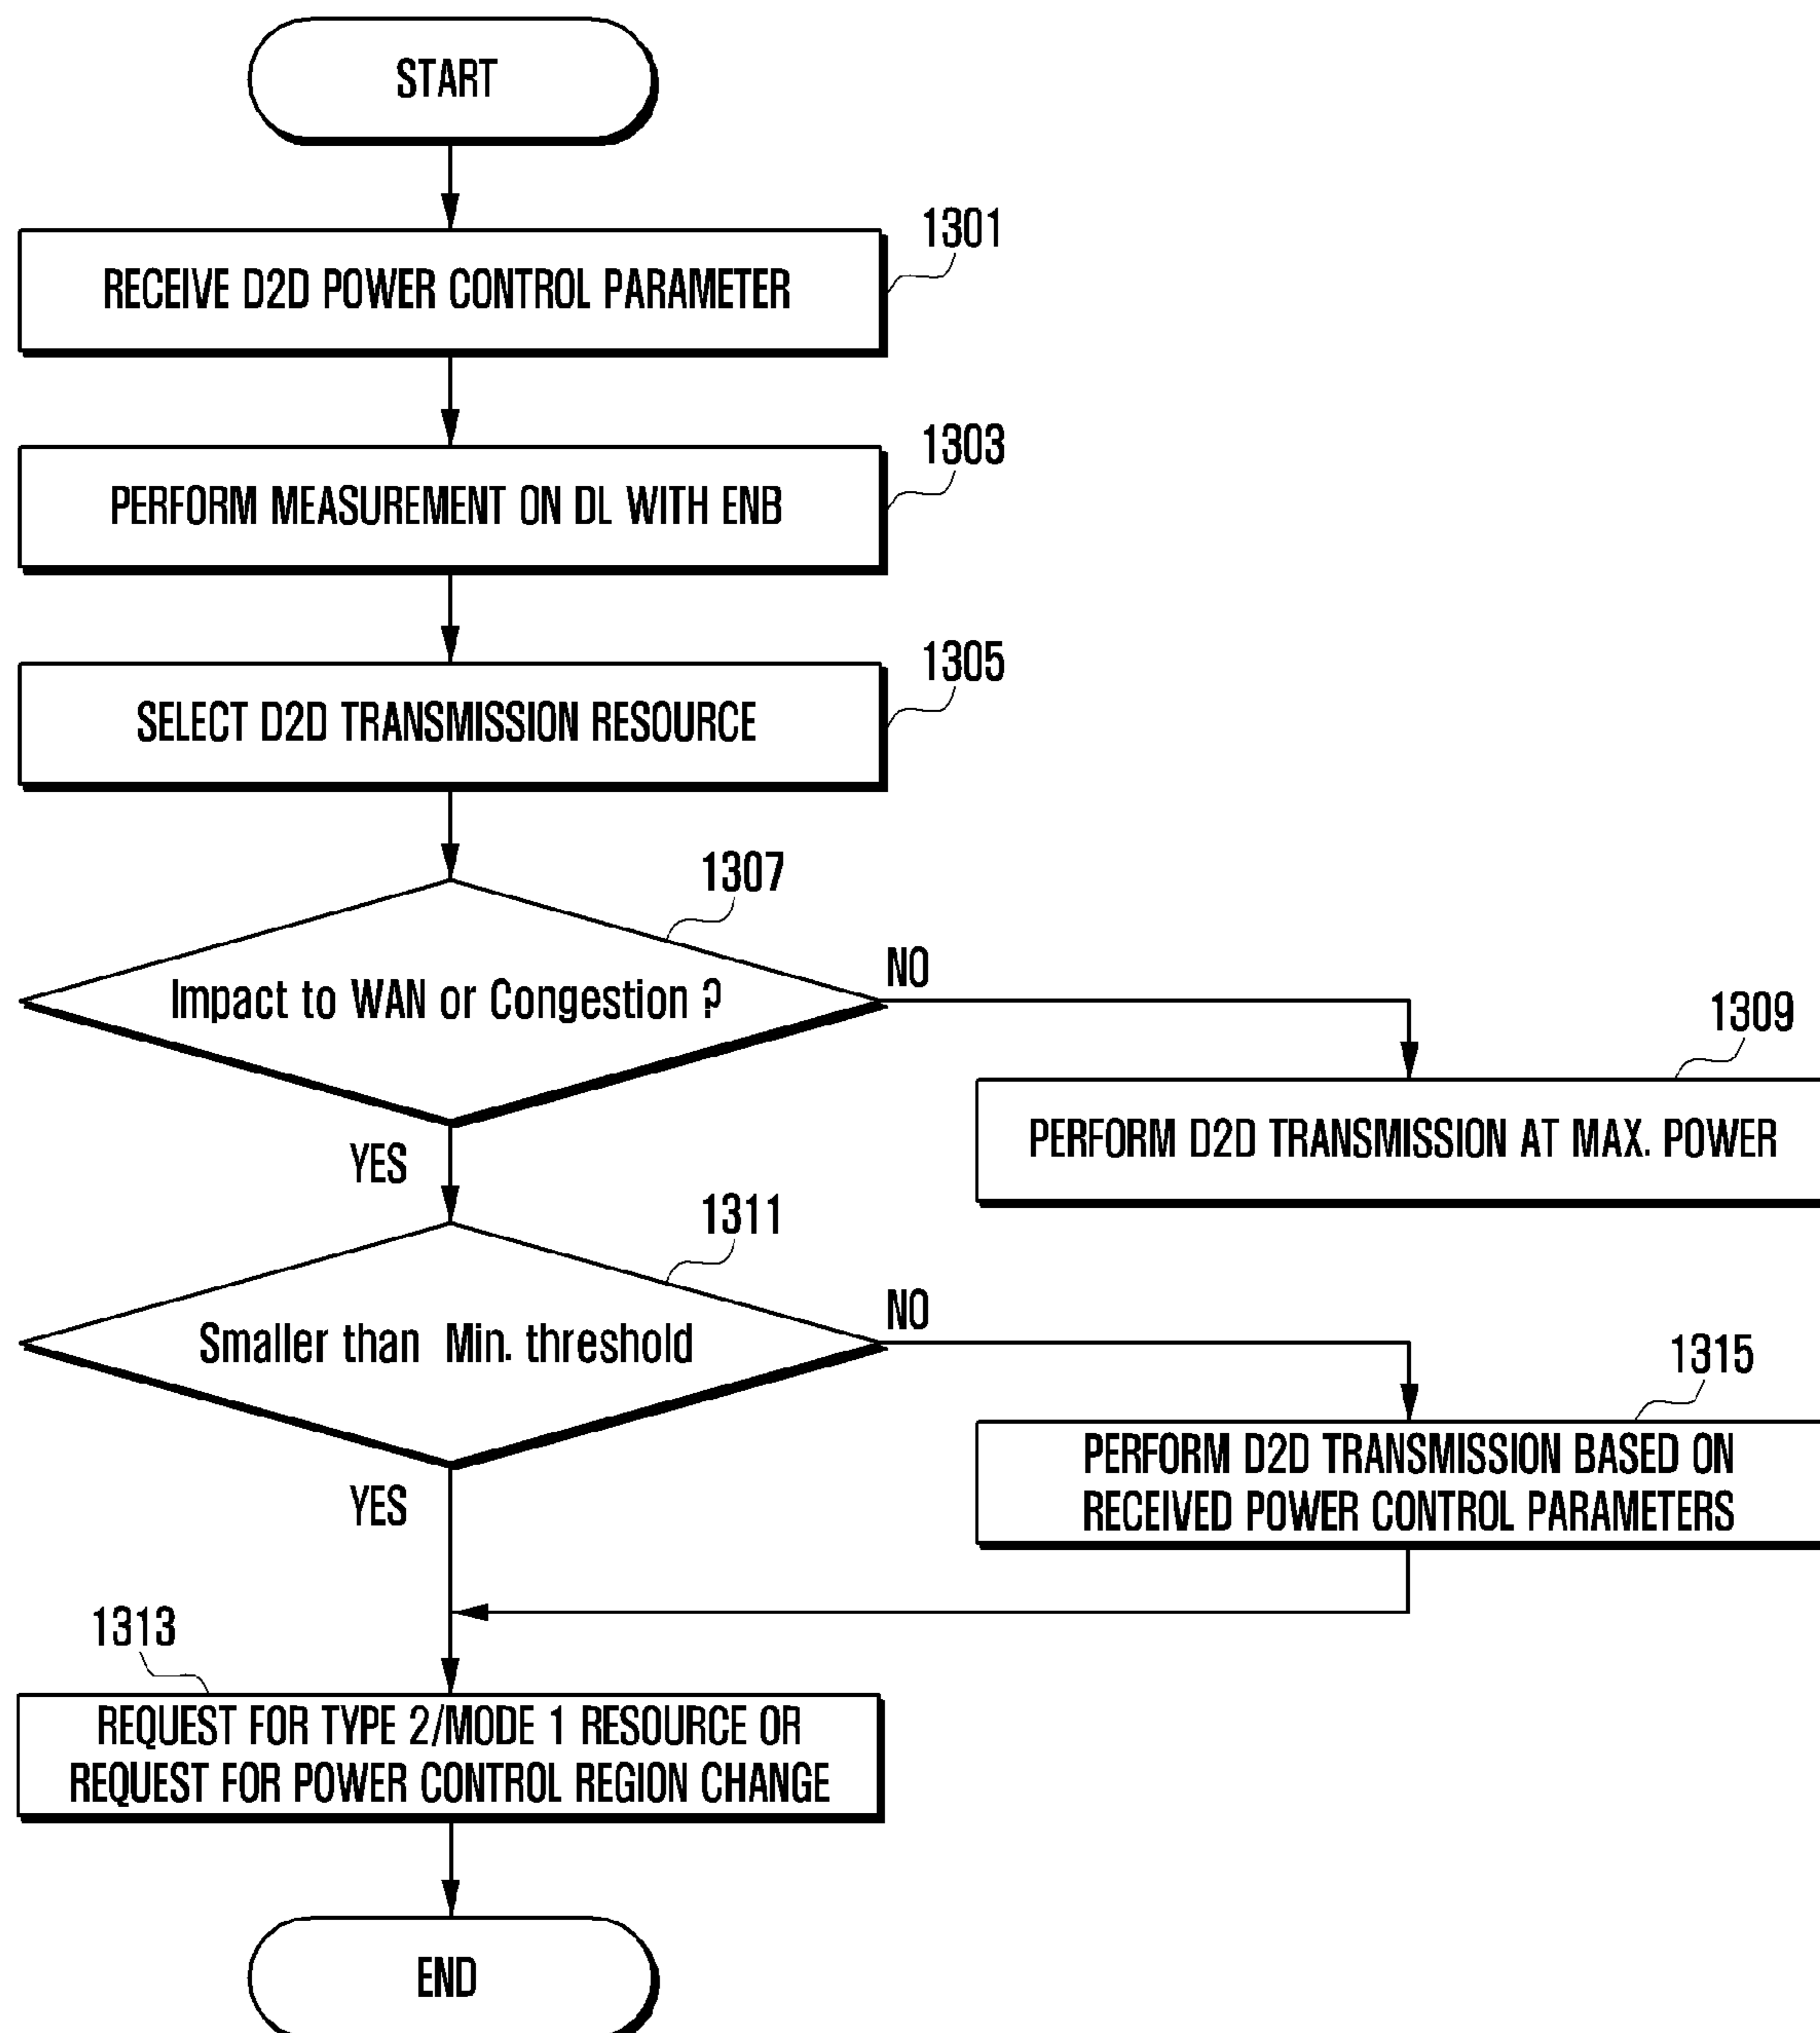 START
1301
RECEIVE D2D POWER CONTROL PARAMETER
1303
PERFORM MEASUREMENT ON DL WITH ENB
1305
SELECT D2D TRANSMISSION RESOURCE
1307
Impact to WAN or Congestion ?
NO
1309
PERFORM D2D TRANSMISSION AT MAX. POWER
YES
1311
Smaller than Min. threshold
NO
1315
PERFORM D2D TRANSMISSION BASED ON
RECEIVED POWER CONTROL PARAMETERS
YES
1313
REQUEST FOR TYPE 2/MODE 1 RESOURCE OR
REQUEST FOR POWER CONTROL REGION CHANGE
END